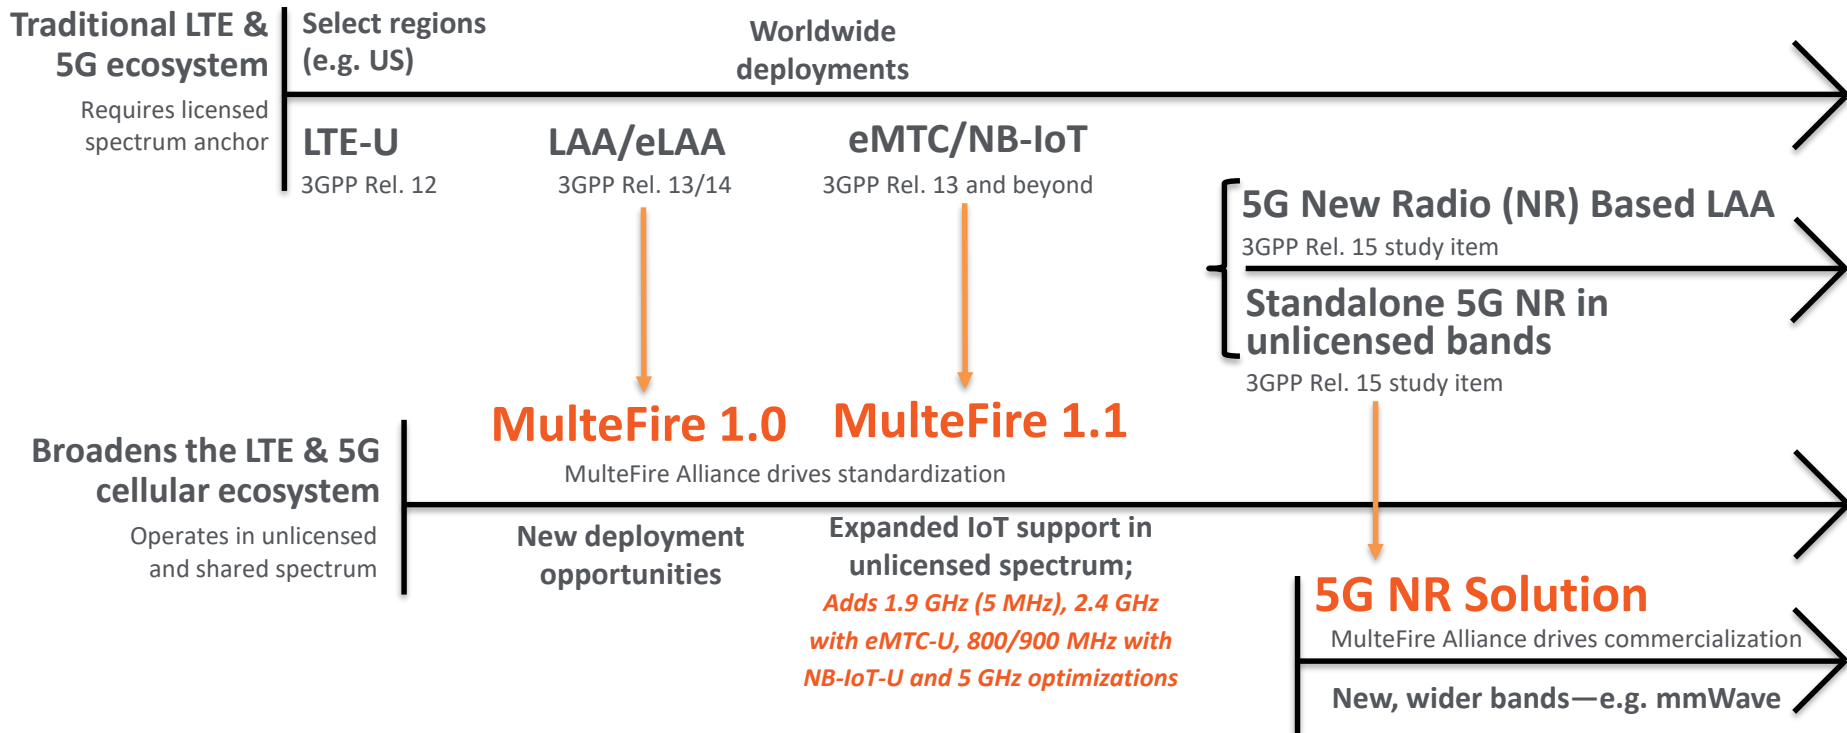 Traditional LTE &
5G ecosystem
Requires licensed
spectrum anchor
Select regions
(e.g. US)
Worldwide
deployments
LTE-U
3GPP Rel. 12
LAA/eLAA
3GPP Rel. 13/14
eMTC/NB-IoT
3GPP Rel. 13 and beyond
5G New Radio (NR) Based LAA
3GPP Rel. 15 study item
Standalone 5G NR in
unlicensed bands
3GPP Rel. 15 study item
Broadens the LTE & 5G
cellular ecosystem
Operates in unlicensed
and shared spectrum
MulteFire 1.0
MulteFire 1.1
MulteFire Alliance drives standardization
New deployment
opportunities
Expanded IoT support in
unlicensed spectrum;
Adds 1.9 GHz (5 MHz), 2.4 GHz
with eMTC-U, 800/900 MHz with
NB-IoT-U and 5 GHz optimizations
5G NR Solution
MulteFire Alliance drives commercialization
New, wider bands—e.g. mmWave